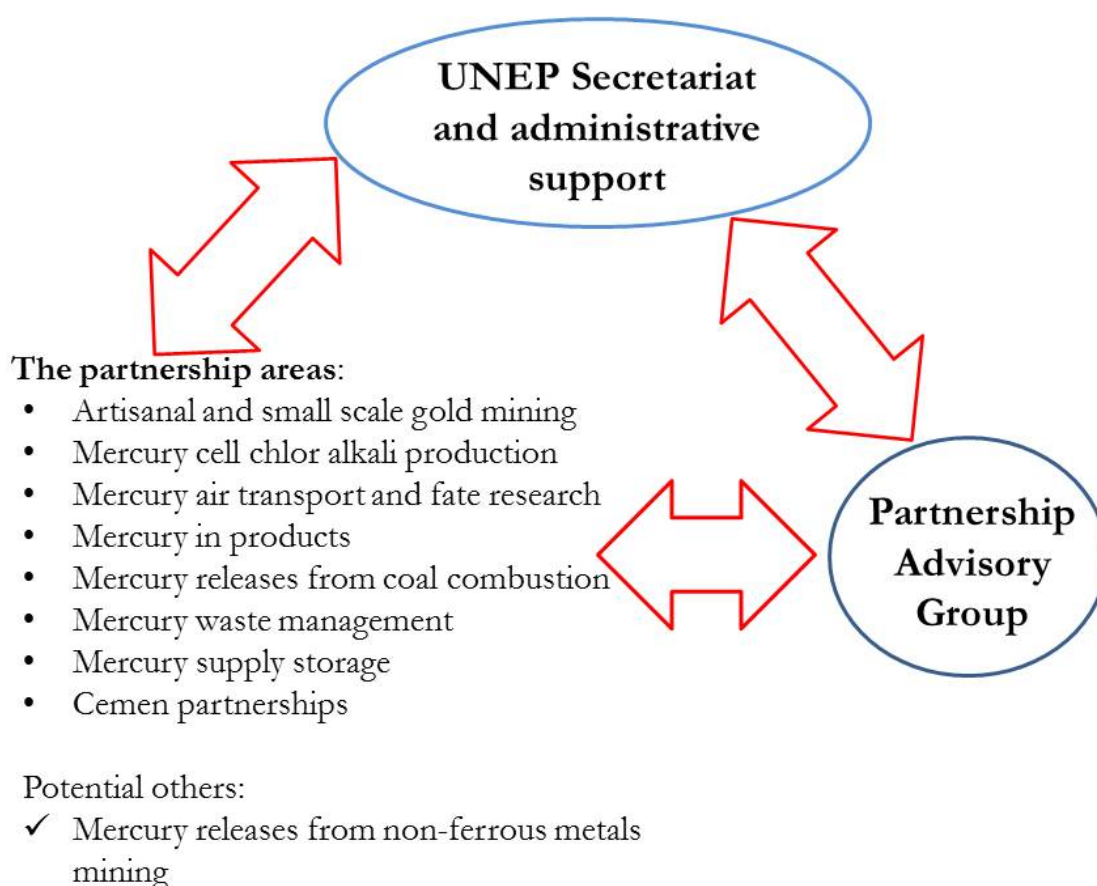 UNEP Secretariat
and administrative
support
The partnership areas:
• Artisanal and small scale gold mining
• Mercury cell chlor alkali production
• Mercury air transport and fate research
• Mercury in products
• Mercury releases from coal combustion
• Mercury waste management
• Mercury supply storage
• Cemen partnerships
Partnership
Advisory
Group
Potential others:
✓ Mercury releases from non-ferrous metals
mining